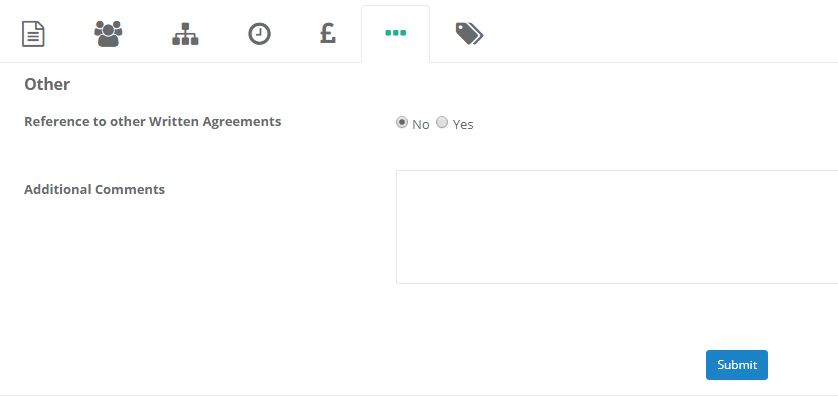 £
Other
Reference to other Written Agreements
No Yes
Additional Comments
Submit